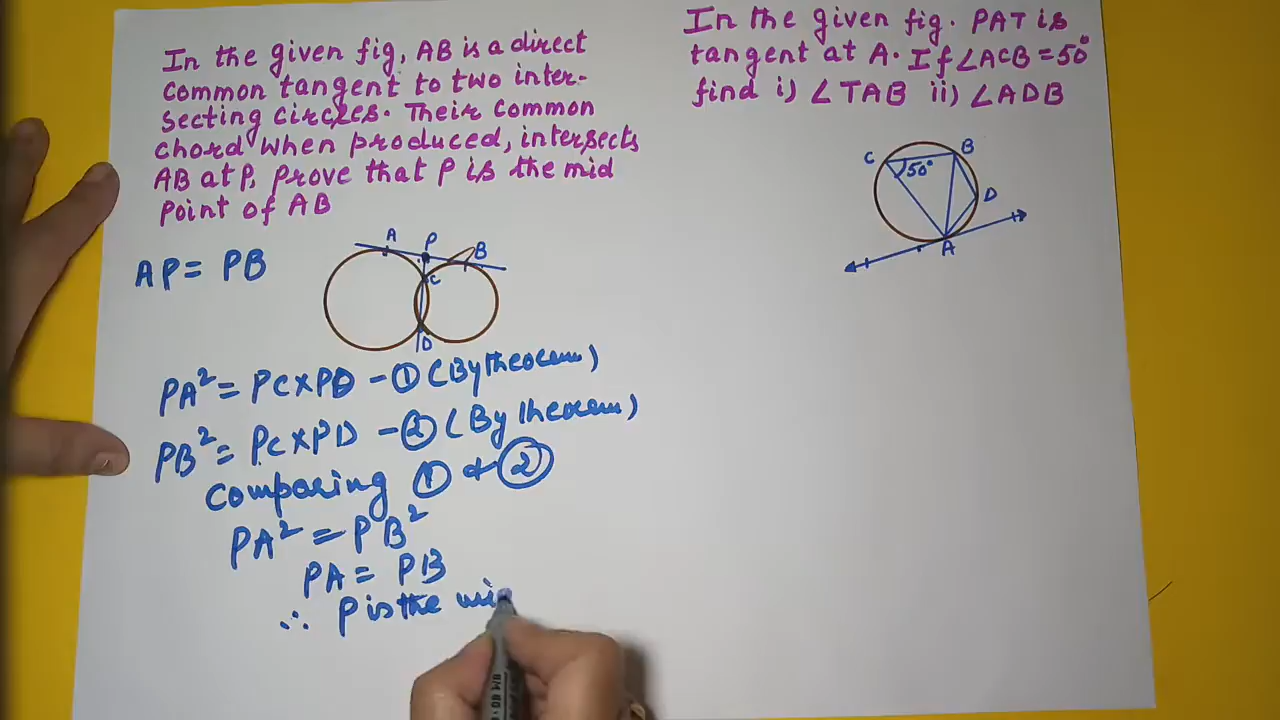 In the given fig, AB is a direct
common tangent to two inter-
secting circles. Their common
chord when produced, intersects
AB at P, prove that P is the mid
point of AB
AP = PB
A
P
B
C
D
PA² = PC×PD - ① (By theorem)
PB² = PC×PD - ② (By theorem)
Comparing ① & ②
PA² = PB²
PA = PB
∴ P is the mi
In the given fig. PAT is
tangent at A. If ∠ACB = 50°
find i) ∠TAB ii) ∠ADB
C
B
50°
D
A